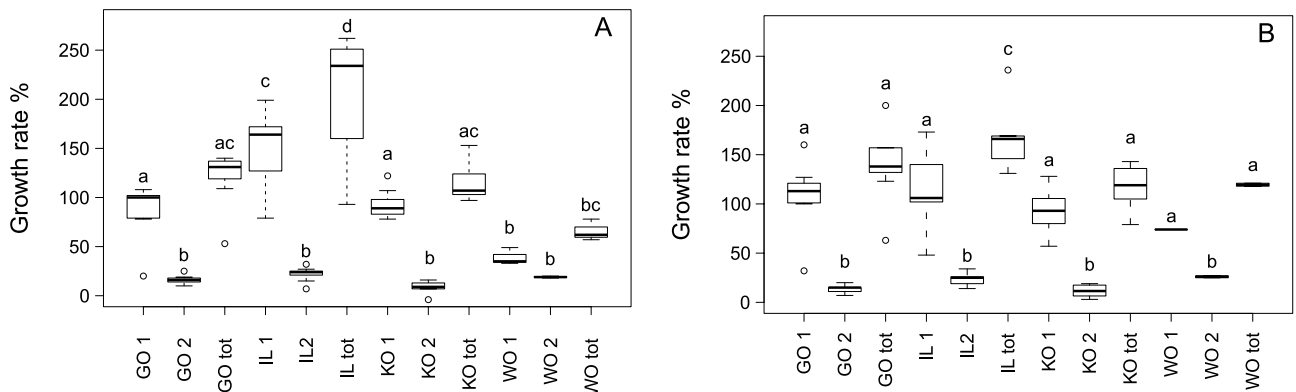 A
Growth rate %
250
200
150
100
50
0
a
b
ac
c
b
d
a
b
ac
b
b
bc
GO 1
GO 2
GO tot
IL 1
IL2
IL tot
KO 1
KO 2
KO tot
WO 1
WO 2
WO tot
B
Growth rate %
250
200
150
100
50
0
a
b
a
a
b
c
a
b
a
a
b
a
GO 1
GO 2
GO tot
IL 1
IL2
IL tot
KO 1
KO 2
KO tot
WO 1
WO 2
WO tot